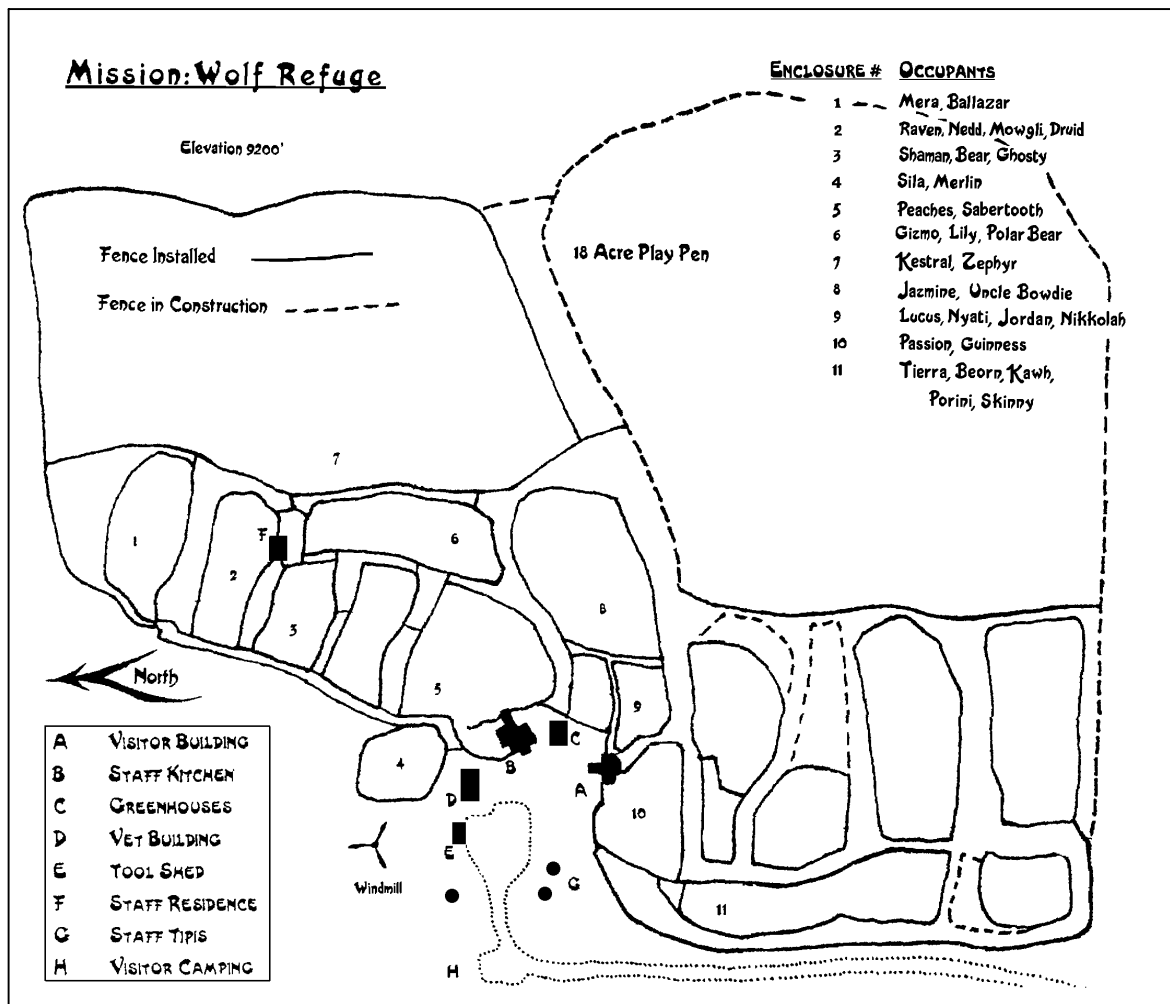 Mission: Wolf Refuge
Elevation 9200'
Fence Installed
Fence in Construction
ENCLOSURE # OCCUPANTS
1 Mera, Ballazar
2 Raven, Nedd, Mowgli, Druid
3 Shaman, Bear, Ghosty
4 Sila, Merlin
5 Peaches, Sabertooth
6 Gizmo, Lily, Polar Bear
7 Kestral, Zephyr
8 Jazmine, Uncle Bowdie
9 Lucus, Nyati, Jordan, Nikkolah
10 Passion, Guinness
11 Tierra, Beorn, Kawh,
Porini, Skinny
18 Acre Play Pen
7
1
2
F
6
3
8
5
9
4
North
A VISITOR BUILDING
B STAFF KITCHEN
C GREENHOUSES
D VET BUILDING
E TOOL SHED
F STAFF RESIDENCE
G STAFF TIPIS
H VISITOR CAMPING
C
B
A
D
10
E
Windmill
G
11
H